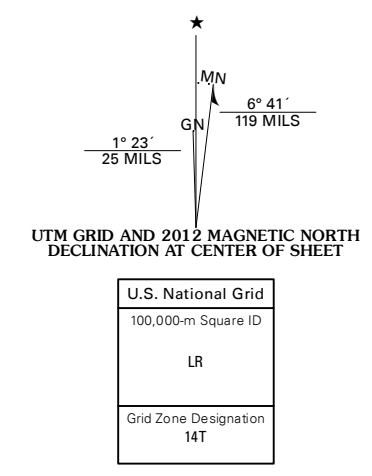 ★
MN
GN
6° 41´
119 MILS
1° 23´
25 MILS
UTM GRID AND 2012 MAGNETIC NORTH
DECLINATION AT CENTER OF SHEET
U.S. National Grid
100,000-m Square ID
LR
Grid Zone Designation
14T